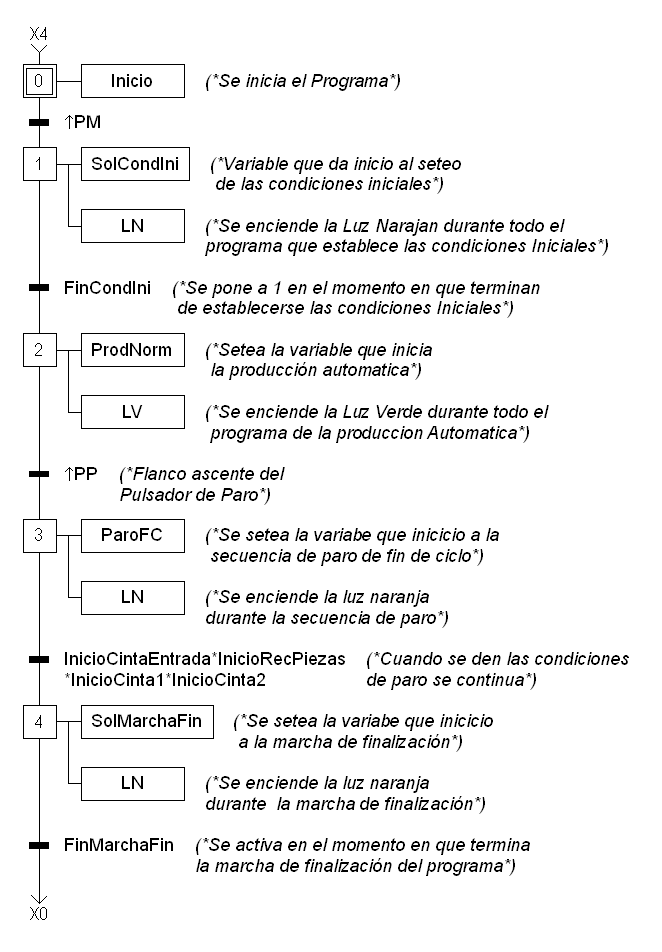 X4
0 Inicio (*Se inicia el Programa*)
↑PM
1 SolCondIni (*Variable que da inicio al seteo
de las condiciones iniciales*)
LN (*Se enciende la Luz Narajan durante todo el
programa que establece las condiciones Iniciales*)
FinCondIni (*Se pone a 1 en el momento en que terminan
de establecerse las condiciones Iniciales*)
2 ProdNorm (*Setea la variable que inicia
la producción automatica*)
LV (*Se enciende la Luz Verde durante todo el
programa de la produccion Automatica*)
↑PP (*Flanco ascente del
Pulsador de Paro*)
3 ParoFC (*Se setea la variabe que inicicio a la
secuencia de paro de fin de ciclo*)
LN (*Se enciende la luz naranja
durante la secuencia de paro*)
InicioCintaEntrada*InicioRecPiezas (*Cuando se den las condiciones
*InicioCinta1*InicioCinta2 de paro se continua*)
4 SolMarchaFin (*Se setea la variabe que inicicio
a la marcha de finalización*)
LN (*Se enciende la luz naranja
durante la marcha de finalización*)
FinMarchaFin (*Se activa en el momento en que termina
la marcha de finalización del programa*)
X0